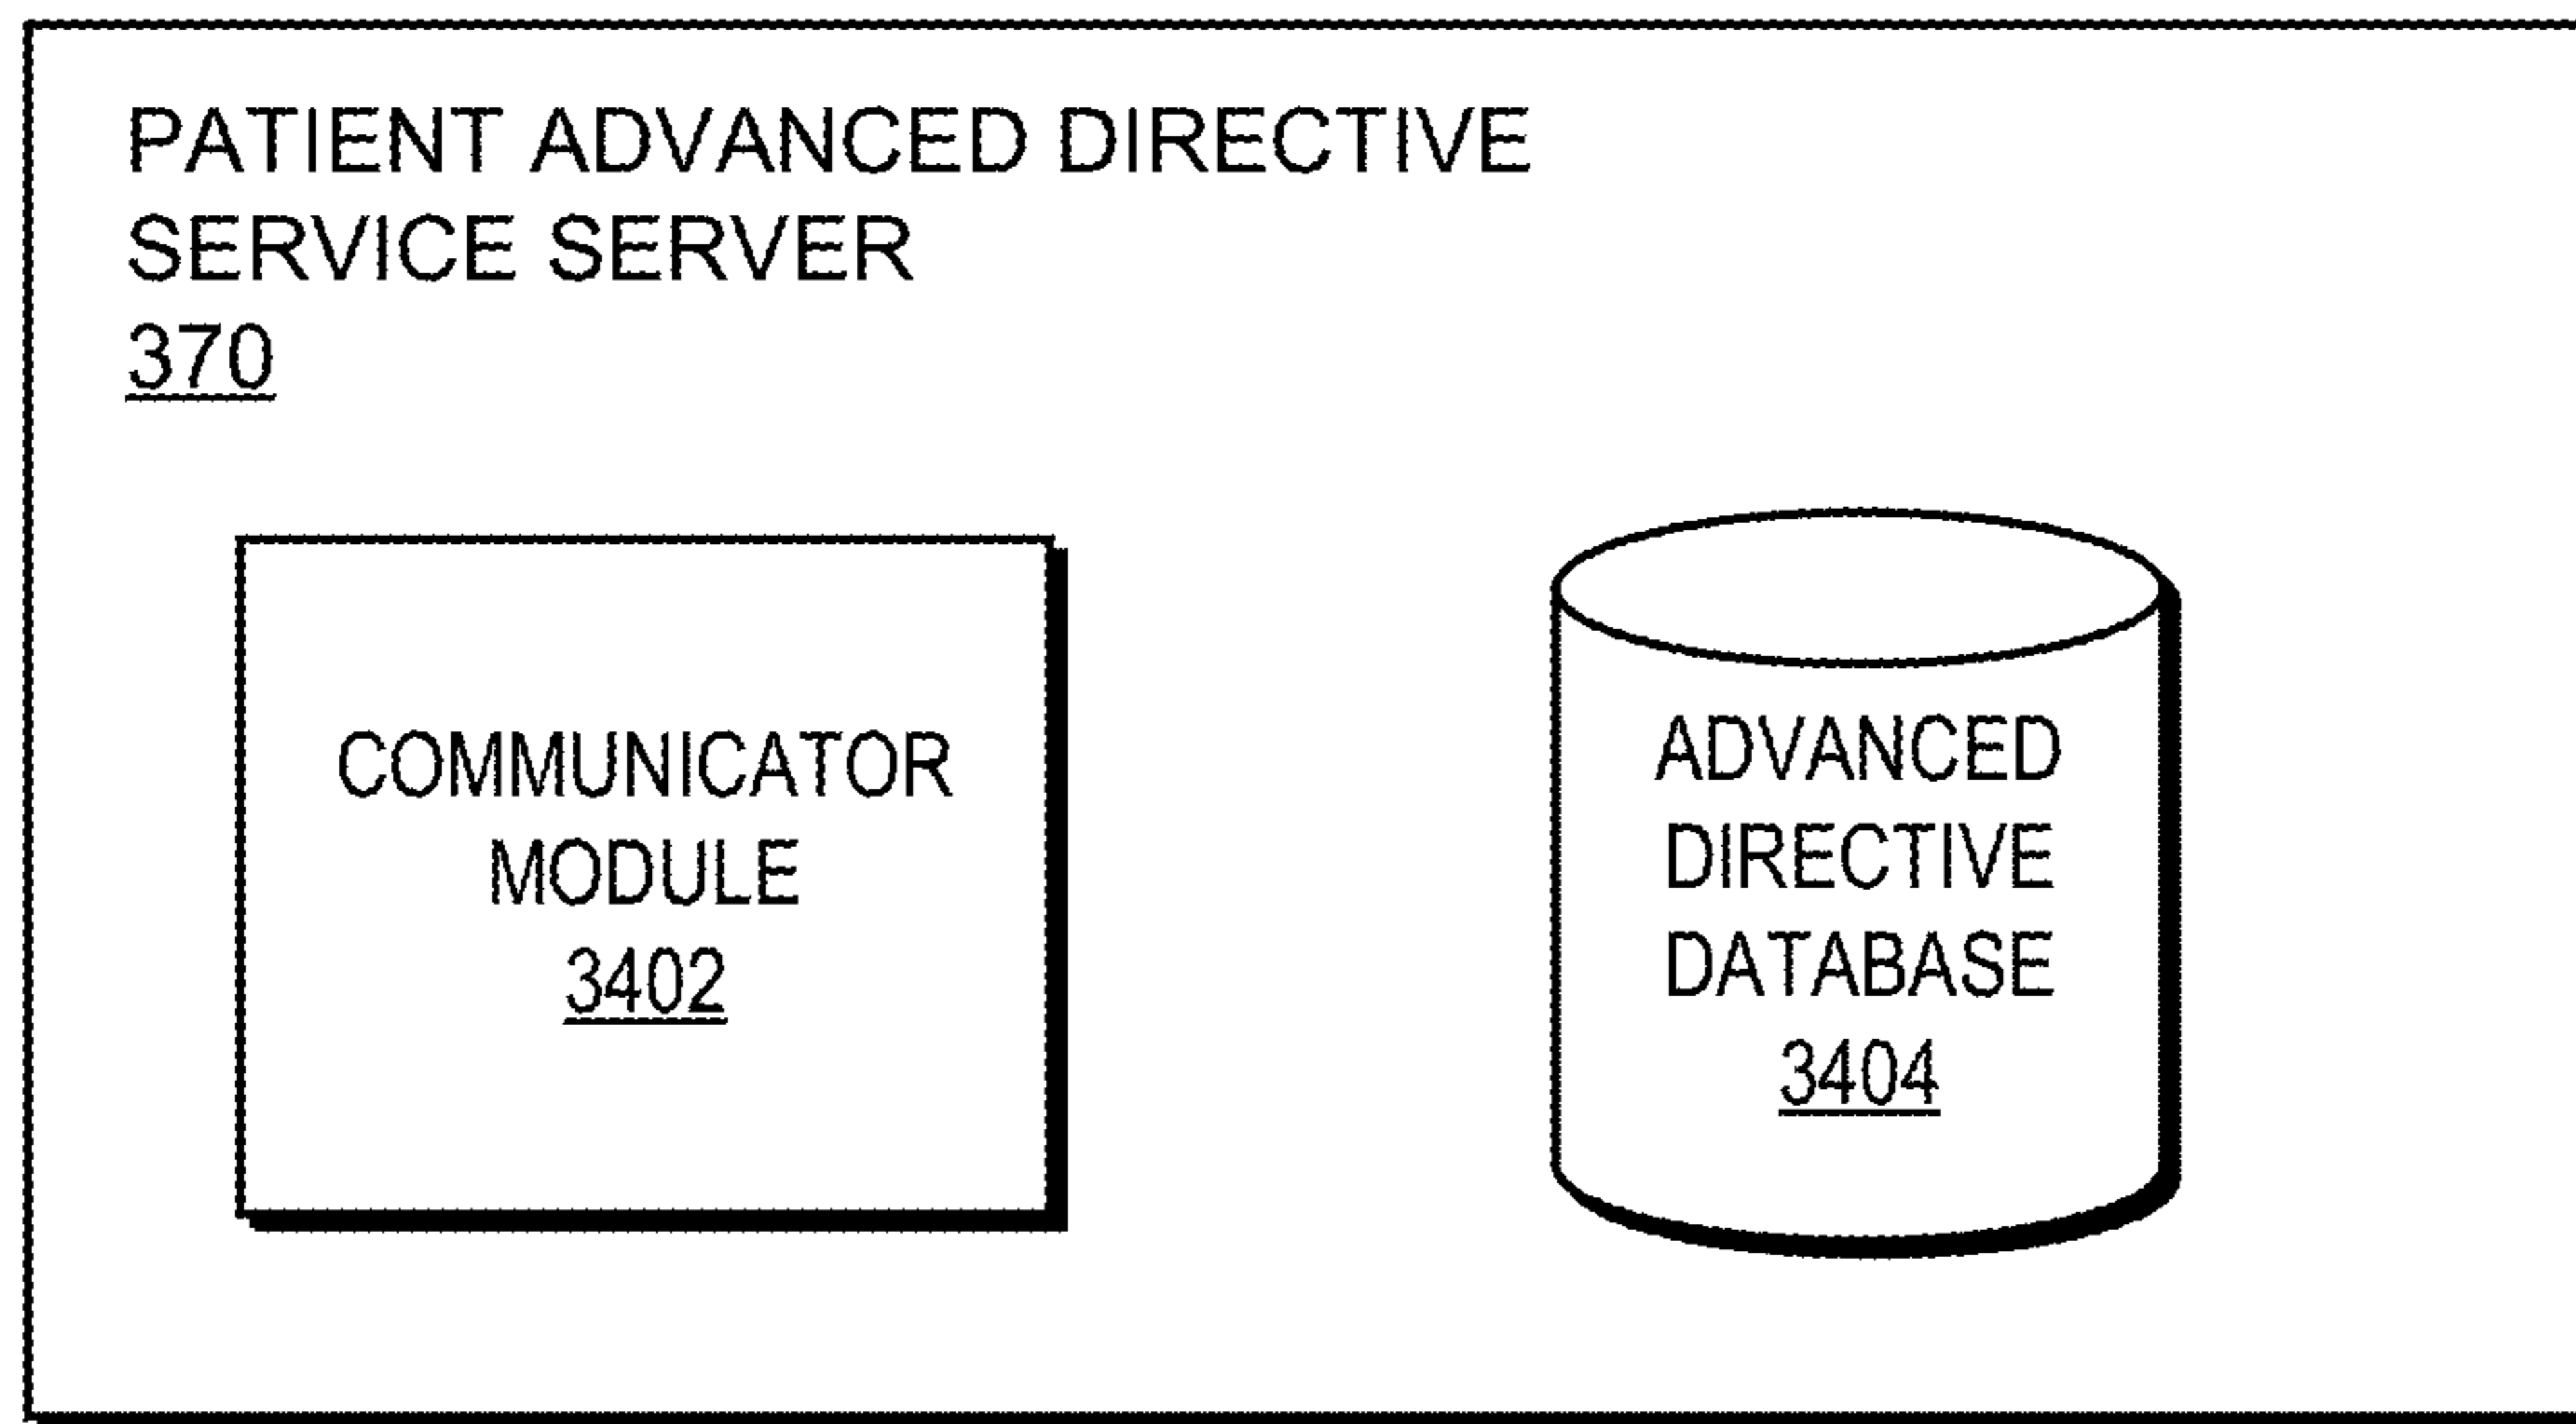 PATIENT ADVANCED DIRECTIVE
SERVICE SERVER
370
COMMUNICATOR
MODULE
3402
ADVANCED
DIRECTIVE
DATABASE
3404